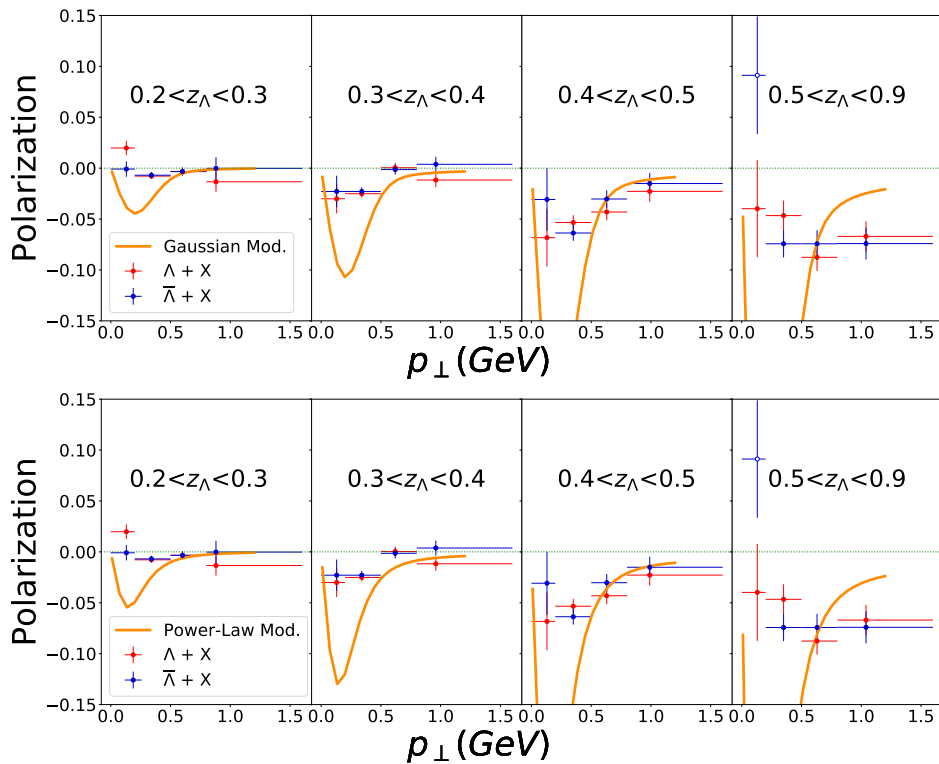 0.15
0.10
0.05
0.00
−0.05
−0.10
−0.15
Polarization
0.2<z_Λ<0.3
0.3<z_Λ<0.4
0.4<z_Λ<0.5
0.5<z_Λ<0.9
Gaussian Mod.
Λ + X
Λ̅ + X
0.0 0.5 1.0 1.5
0.0 0.5 1.0 1.5
0.0 0.5 1.0 1.5
0.0 0.5 1.0 1.5
p_⊥(GeV)
p_⊥(GeV)
0.15
0.10
0.05
0.00
−0.05
−0.10
−0.15
Polarization
0.2<z_Λ<0.3
0.3<z_Λ<0.4
0.4<z_Λ<0.5
0.5<z_Λ<0.9
Power-Law Mod.
Λ + X
Λ̅ + X
0.0 0.5 1.0 1.5
0.0 0.5 1.0 1.5
0.0 0.5 1.0 1.5
0.0 0.5 1.0 1.5
p_⊥(GeV)
p_⊥(GeV)